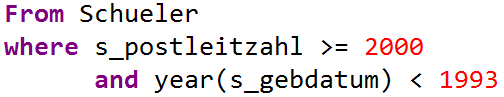 From Schueler
where s_postleitzahl >= 2000
and year(s_gebdatum) < 1993